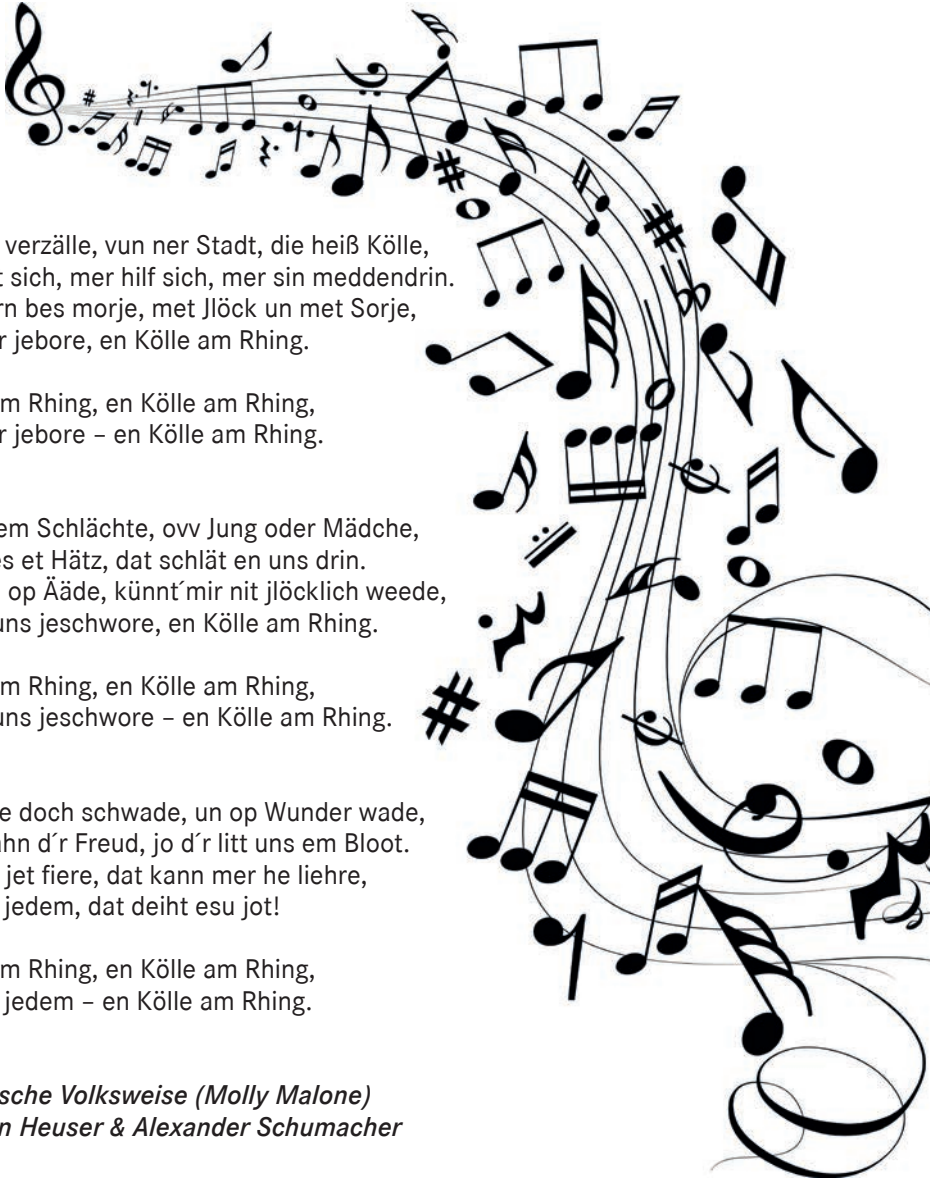 verzälle, vun ner Stadt, die heiß Kölle,
sich, mer hilf sich, mer sin meddendrin.
bes morje, met Jlöck un met Sorje,
jebore, en Kölle am Rhing.
Rhing, en Kölle am Rhing,
jebore – en Kölle am Rhing.
Schlächte, ovv Jung oder Mädche,
et Hätz, dat schlät en uns drin.
op Ääde, künnt´mir nit jlöcklich weede,
uns jeschwore, en Kölle am Rhing.
Rhing, en Kölle am Rhing,
uns jeschwore – en Kölle am Rhing.
doch schwade, un op Wunder wade,
d´r Freud, jo d´r litt uns em Bloot.
jet fiere, dat kann mer he liehre,
jedem, dat deiht esu jot!
Rhing, en Kölle am Rhing,
jedem – en Kölle am Rhing.
Volksweise (Molly Malone)
Heuser & Alexander Schumacher